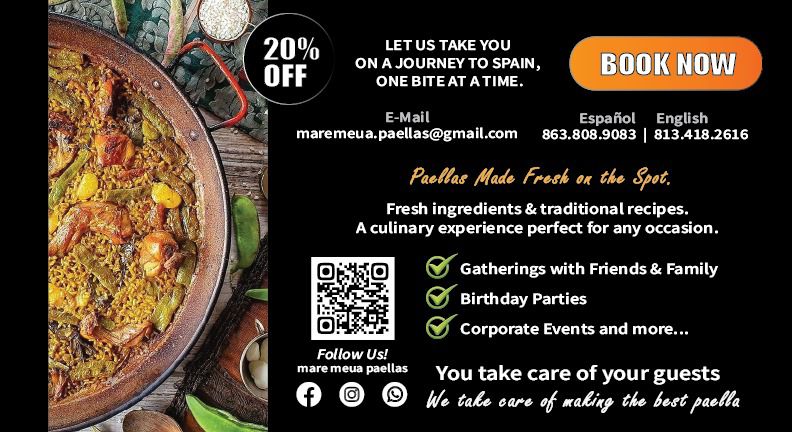 20%
OFF
LET US TAKE YOU
ON A JOURNEY TO SPAIN,
ONE BITE AT A TIME.
BOOK NOW
E-Mail
maremeua.paellas@gmail.com
Español English
863.808.9083 | 813.418.2616
Paellas Made Fresh on the Spot.
Fresh ingredients & traditional recipes.
A culinary experience perfect for any occasion.
Gatherings with Friends & Family
Birthday Parties
Corporate Events and more...
Follow Us!
mare meua paellas
You take care of your guests
We take care of making the best paella